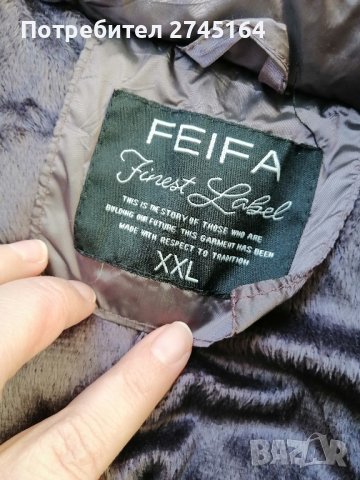 Потребител 2745164
FEIFA
Finest Label
THIS IS THE STORY OF THOSE WHO ARE
BUILDING OUR FUTURE. THIS GARMENT HAS BEEN
MADE WITH RESPECT TO TRADITION
XXL
BAZAR